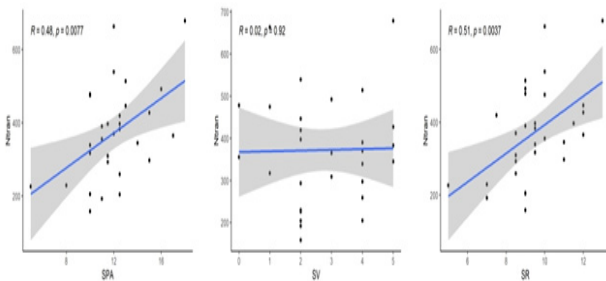 R = 0.48, p = 0.0077
600
400
200
Ntran
8
12
16
SPA
R = 0.02, p = 0.92
700
600
500
400
300
200
Ntran
0
1
2
3
4
5
SV
R = 0.51, p = 0.0037
600
400
200
Ntran
6
8
10
12
SR